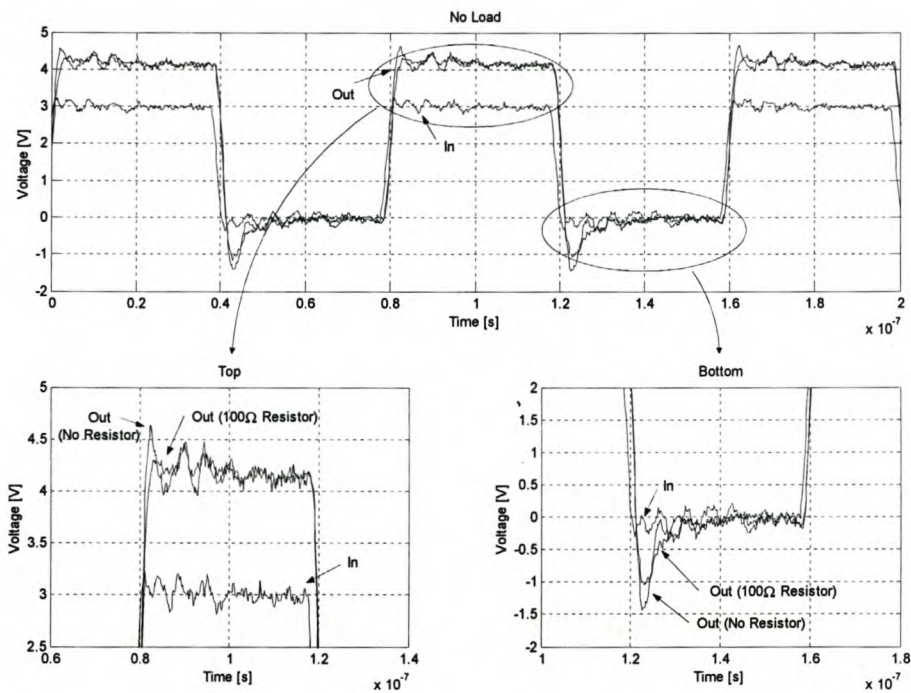 No Load
5
4
3
2
1
0
-1
-2
Voltage [V]
Out
In
0 0.2 0.4 0.6 0.8 1 1.2 1.4 1.6 1.8 2
Time [s]
x 10⁻⁷
Top
5
4.5
4
3.5
3
2.5
Voltage [V]
Out
(No Resistor)
Out (100Ω Resistor)
In
0.6 0.8 1 1.2 1.4
Time [s]
x 10⁻⁷
Bottom
2
1.5
1
0.5
0
-0.5
-1
-1.5
-2
Voltage [V]
In
Out (100Ω Resistor)
Out (No Resistor)
1 1.2 1.4 1.6 1.8
Time [s]
x 10⁻⁷